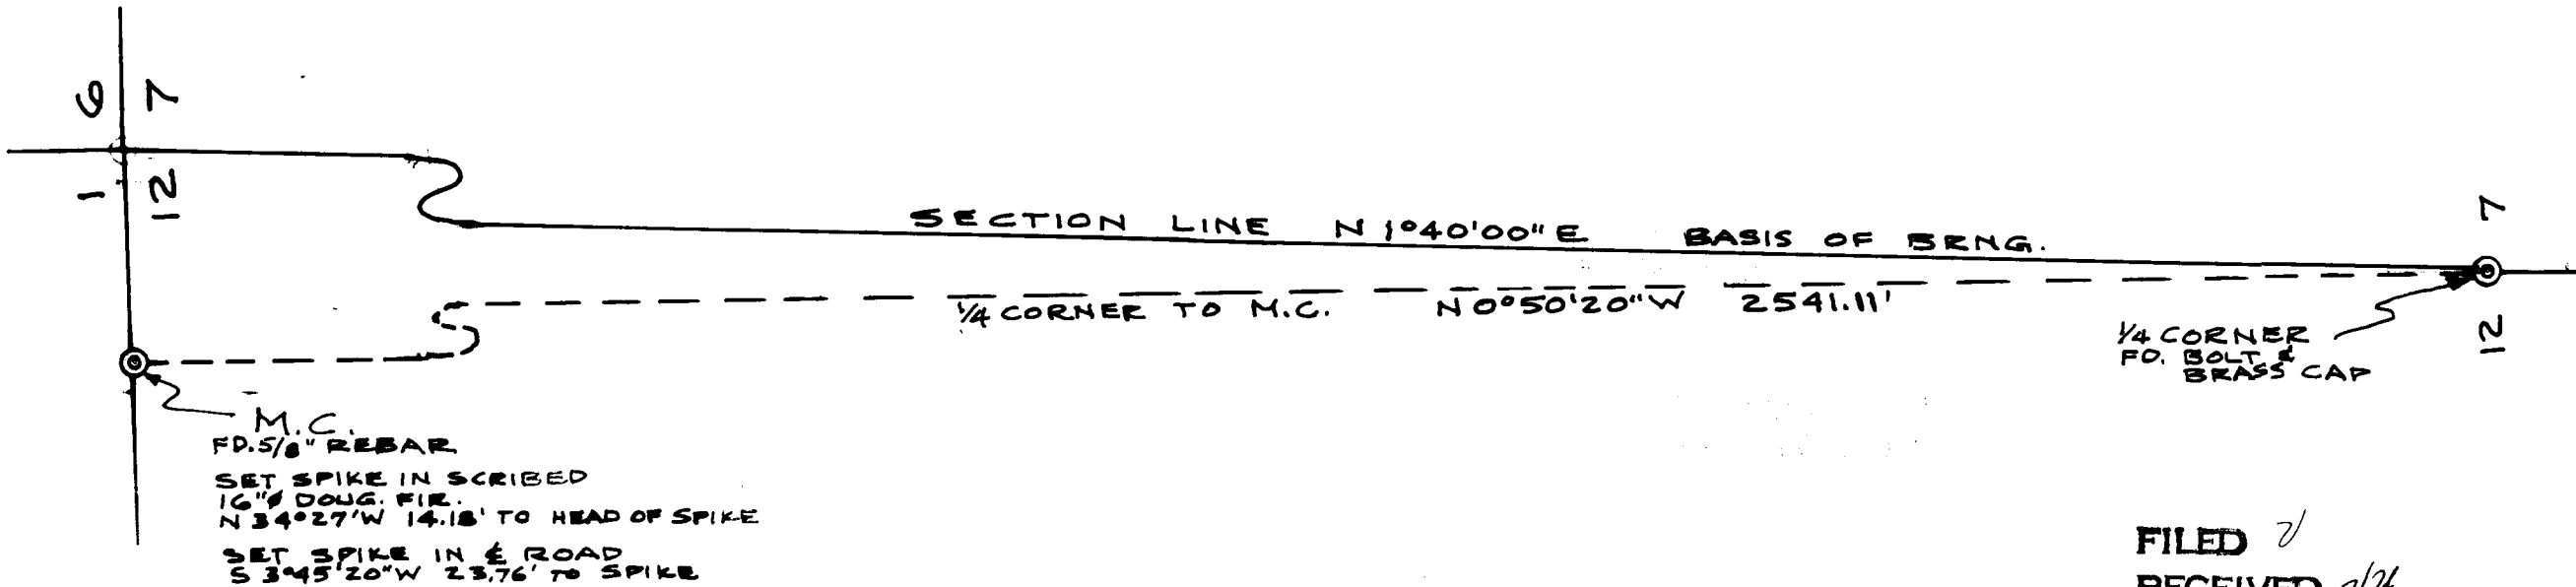 6 7
1 12
SECTION LINE N 1°40'00" E BASIS OF BRNG.
1/4 CORNER TO M.C. N 0°50'20" W 2541.11'
7
12
1/4 CORNER
FD. BOLT &
BRASS CAP
M.C.
FD. 5/8" REBAR
SET SPIKE IN SCRIBED
16"ø DOUG. FIR.
N 34°27'W 14.18' TO HEAD OF SPIKE
SET SPIKE IN ℄ ROAD
S 3°45'20"W 23.76' TO SPIKE
FILED
RECEIVED